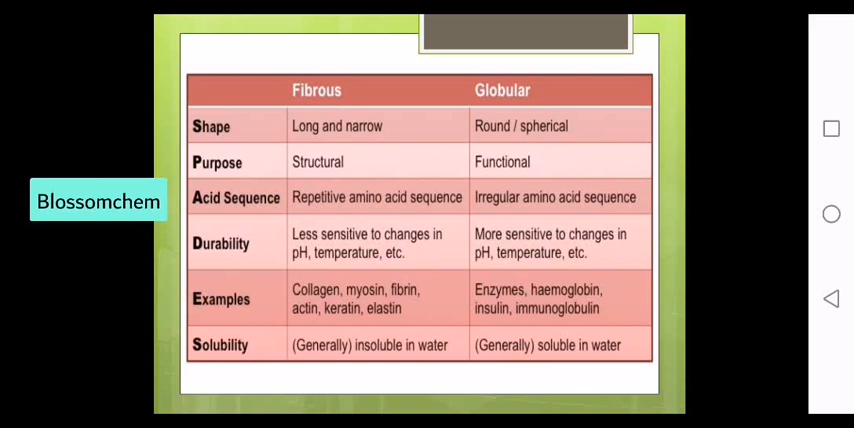 Fibrous Globular
Shape Long and narrow Round / spherical
Purpose Structural Functional
Blossomchem
Acid Sequence Repetitive amino acid sequence Irregular amino acid sequence
Durability Less sensitive to changes in pH, temperature, etc. More sensitive to changes in pH, temperature, etc.
Examples Collagen, myosin, fibrin, actin, keratin, elastin Enzymes, haemoglobin, insulin, immunoglobulin
Solubility (Generally) insoluble in water (Generally) soluble in water